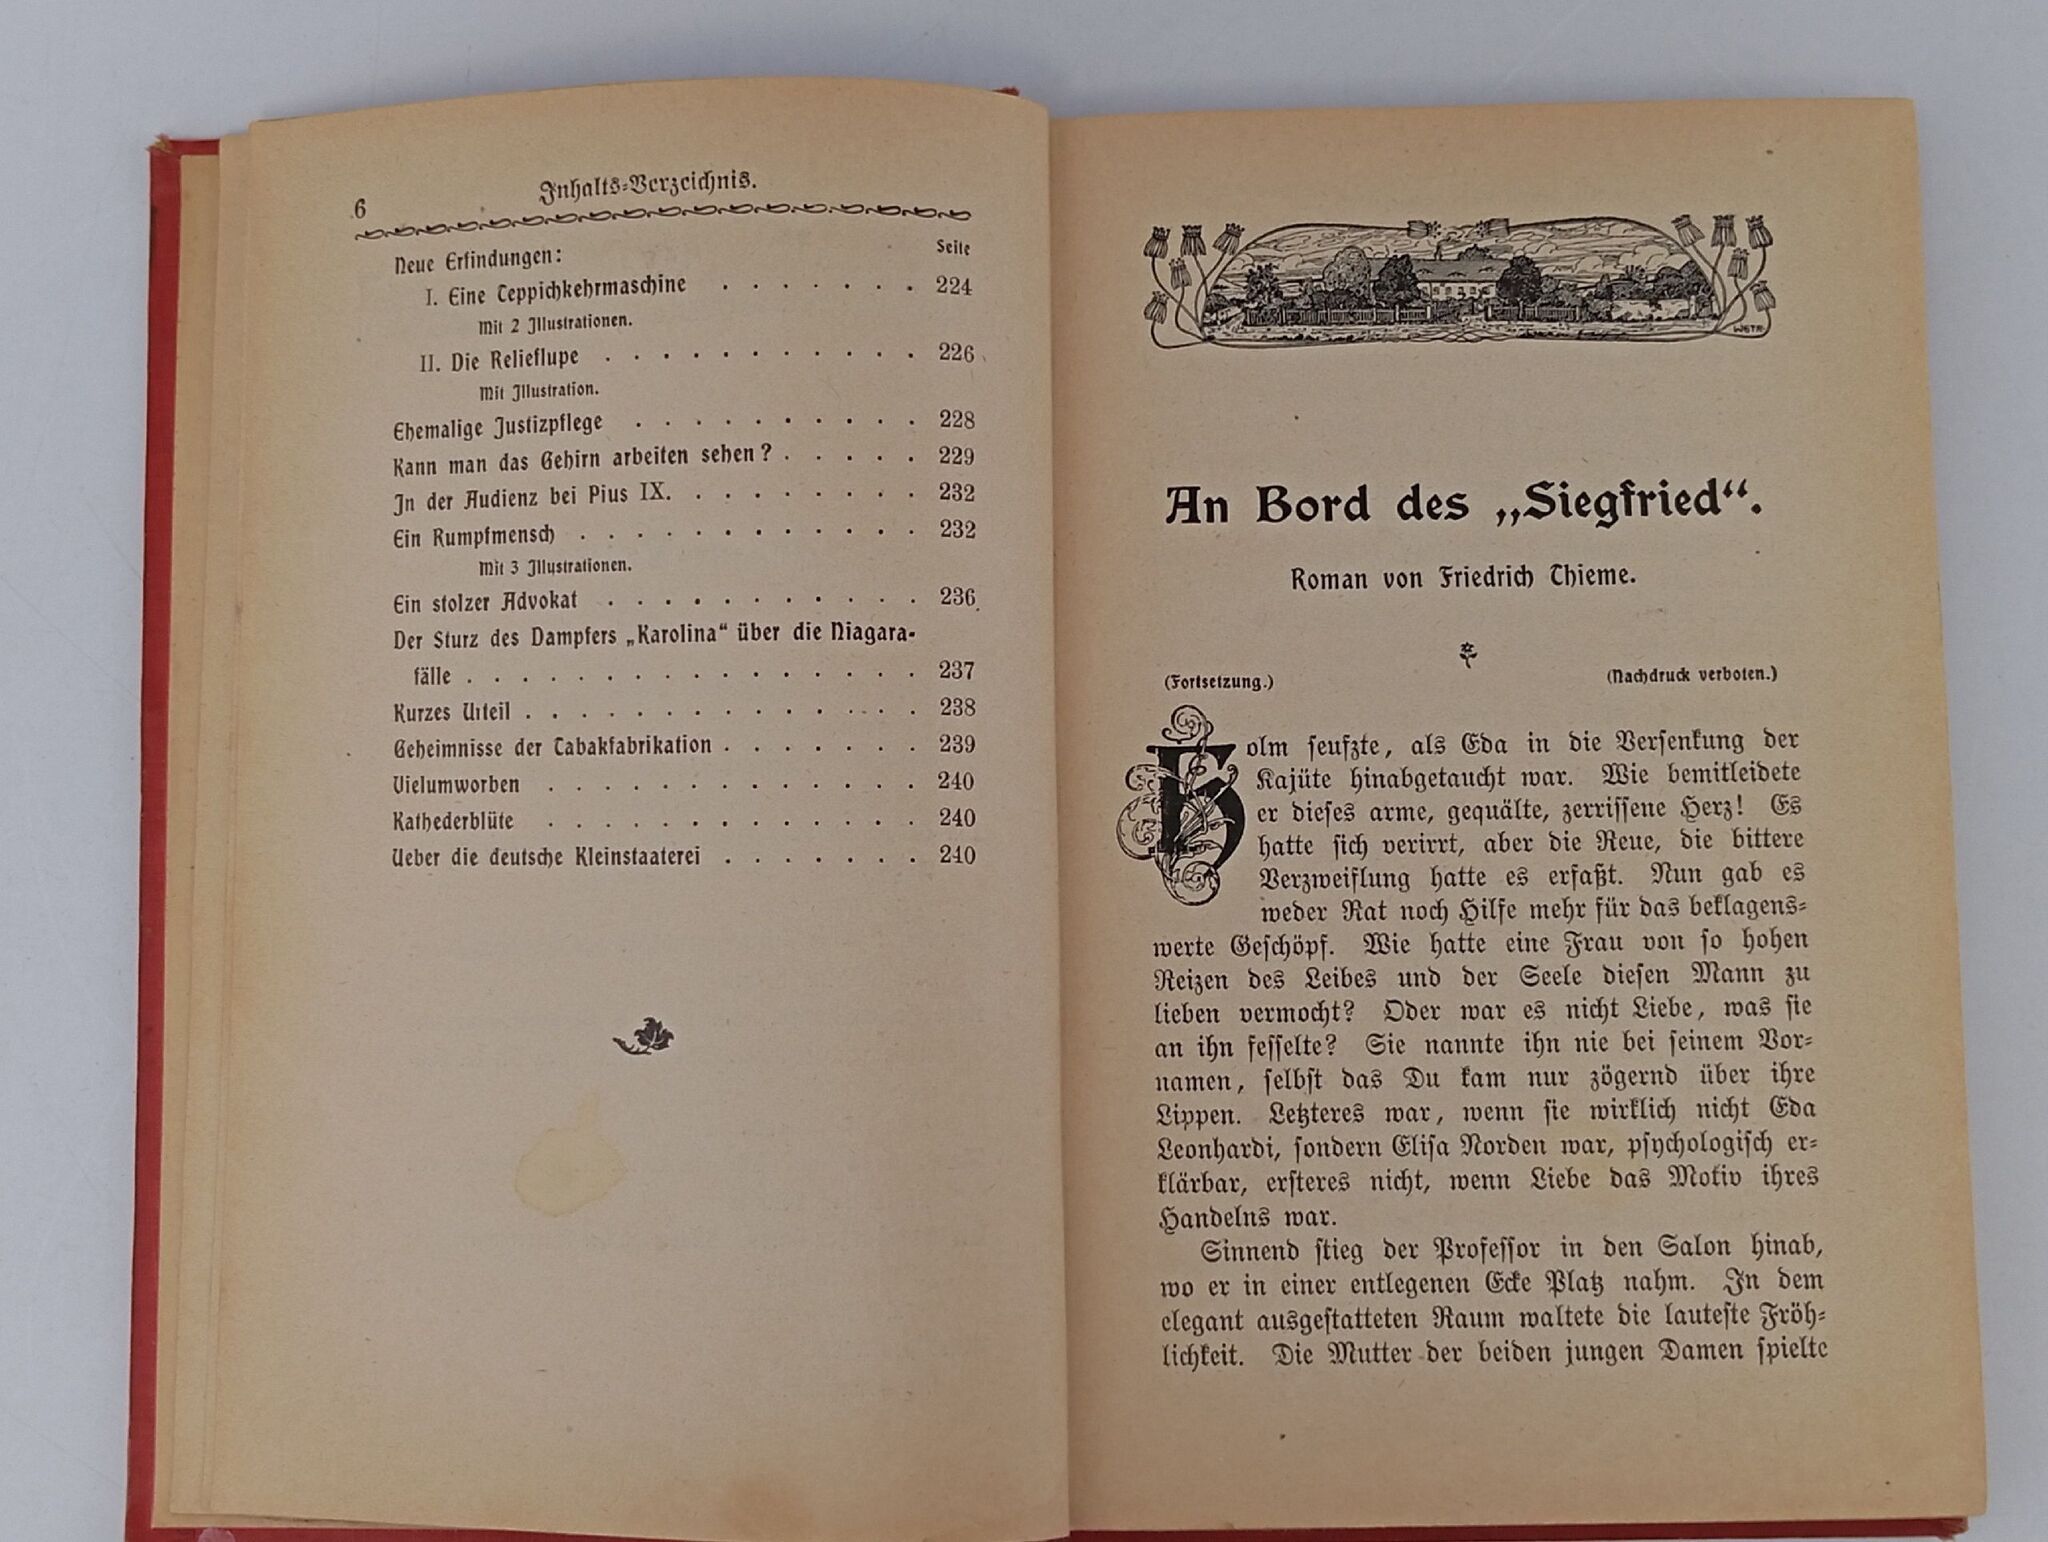 6
Inhalts-Verzeichnis.
Seite
Neue Erfindungen:
I. Eine Teppichkehrmaschine . . . . . . . 224
Mit 2 Illustrationen.
II. Die Relieflupe . . . . . . . . . . . 226
Mit Illustration.
Ehemalige Justizpflege . . . . . . . . . . 228
Kann man das Gehirn arbeiten sehen? . . . . . 229
In der Audienz bei Pius IX. . . . . . . . . 232
Ein Rumpfmensch . . . . . . . . . . . . 232
Mit 3 Illustrationen.
Ein stolzer Advokat . . . . . . . . . . . 236
Der Sturz des Dampfers „Karolina“ über die Niagara-
fälle . . . . . . . . . . . . . . . . 237
Kurzes Urteil . . . . . . . . . . . . . . 238
Geheimnisse der Tabakfabrikation . . . . . . . 239
Vielumworben . . . . . . . . . . . . . 240
Kathederblüte . . . . . . . . . . . . . 240
Ueber die deutsche Kleinstaaterei . . . . . . . 240
WSTR
An Bord des „Siegfried“.
Roman von Friedrich Thieme.
(Fortsetzung.)
(Nachdruck verboten.)
Holm seufzte, als Eda in die Versenkung der
Kajüte hinabgetaucht war. Wie bemitleidete
er dieses arme, gequälte, zerrissene Herz! Es
hatte sich verirrt, aber die Reue, die bittere
Verzweiflung hatte es erfaßt. Nun gab es
weder Rat noch Hilfe mehr für das beklagens-
werte Geschöpf. Wie hatte eine Frau von so hohen
Reizen des Leibes und der Seele diesen Mann zu
lieben vermocht? Oder war es nicht Liebe, was sie
an ihn fesselte? Sie nannte ihn nie bei seinem Vor-
namen, selbst das Du kam nur zögernd über ihre
Lippen. Letzteres war, wenn sie wirklich nicht Eda
Leonhardi, sondern Elisa Norden war, psychologisch er-
klärbar, ersteres nicht, wenn Liebe das Motiv ihres
Handelns war.
Sinnend stieg der Professor in den Salon hinab,
wo er in einer entlegenen Ecke Platz nahm. In dem
elegant ausgestatteten Raum waltete die lauteste Fröh-
lichkeit. Die Mutter der beiden jungen Damen spielte